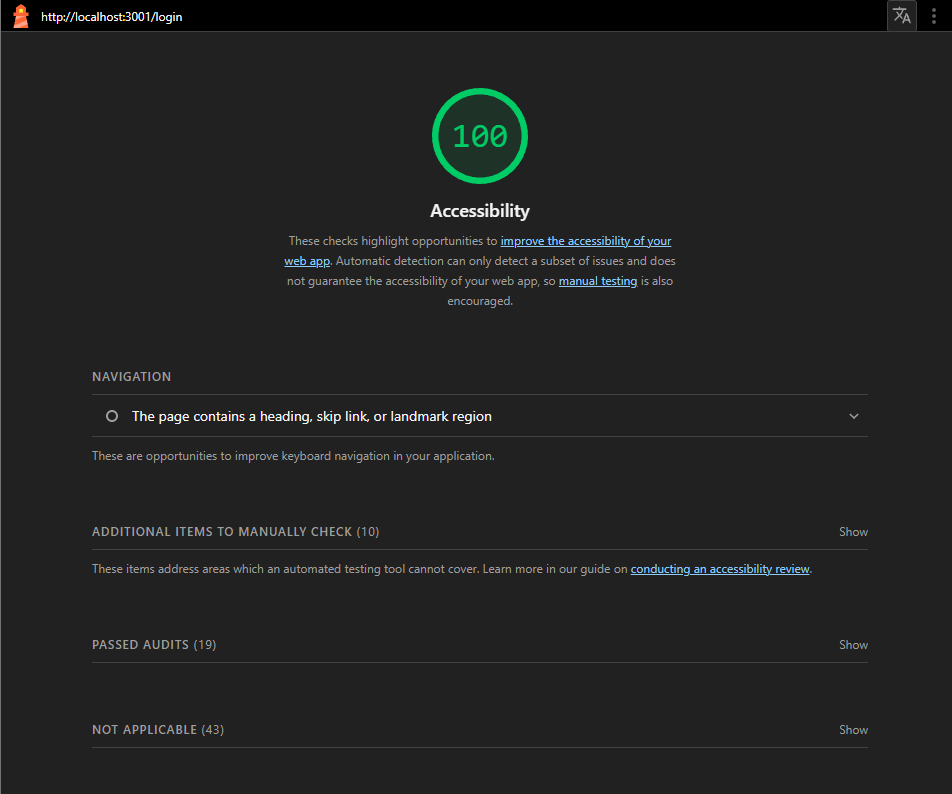 http://localhost:3001/login
100
Accessibility
These checks highlight opportunities to improve the accessibility of your
web app. Automatic detection can only detect a subset of issues and does
not guarantee the accessibility of your web app, so manual testing is also
encouraged.
NAVIGATION
The page contains a heading, skip link, or landmark region
These are opportunities to improve keyboard navigation in your application.
ADDITIONAL ITEMS TO MANUALLY CHECK (10) Show
These items address areas which an automated testing tool cannot cover. Learn more in our guide on conducting an accessibility review.
PASSED AUDITS (19) Show
NOT APPLICABLE (43) Show